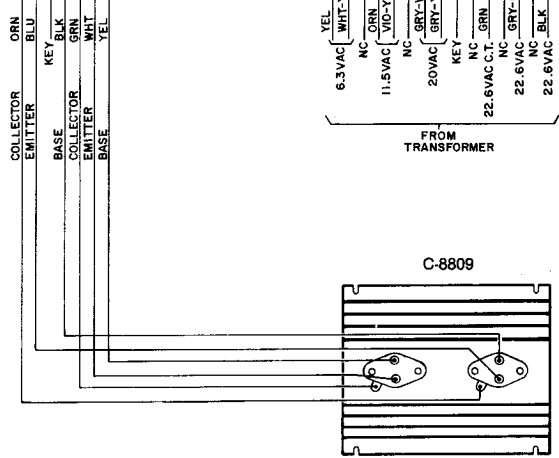 ORN
BLU
KEY
BLK
GRN
WHT
YEL
COLLECTOR
EMITTER
BASE
COLLECTOR
EMITTER
BASE
YEL
6.3VAC
NC
ORN
11.5VAC
NC
20VAC
KEY
NC
GRN
22.6VAC C.T.
NC
22.6VAC
NC
BLK
22.6VAC
FROM
TRANSFORMER
C-8809